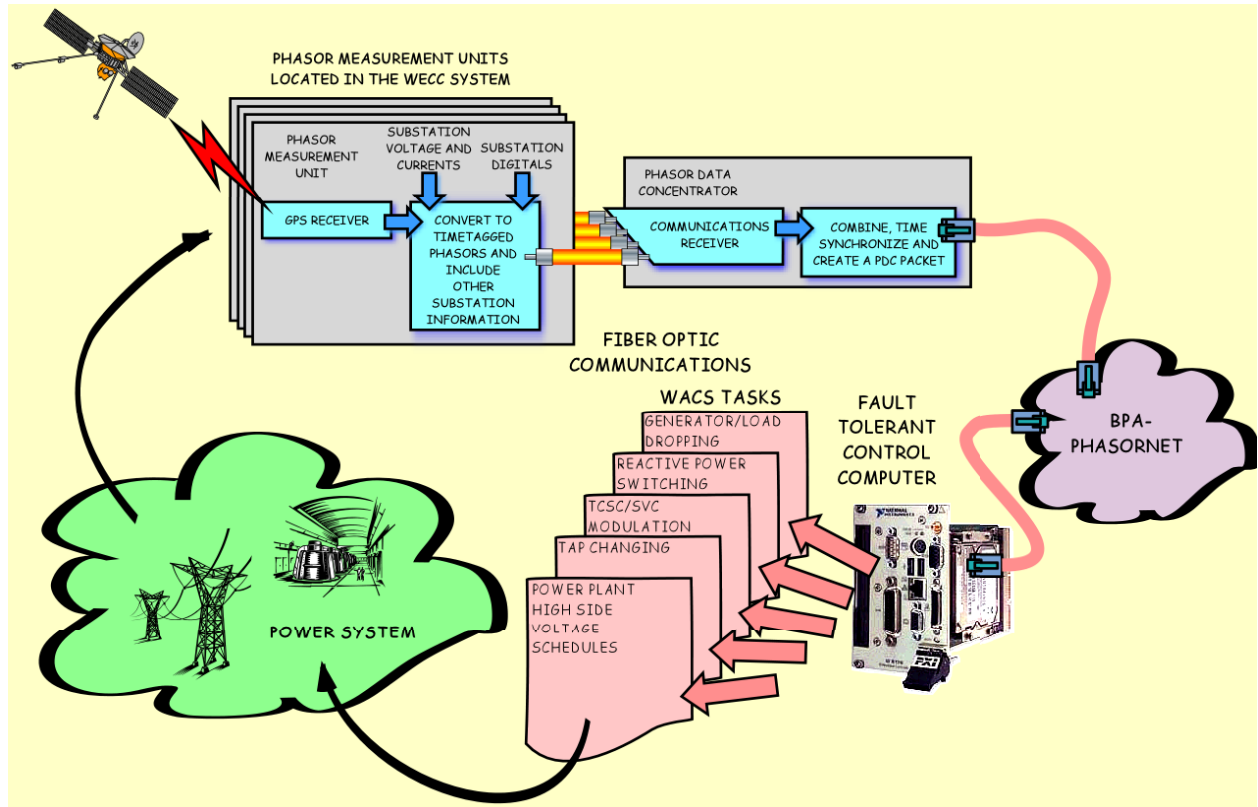 PHASOR MEASUREMENT UNITS
LOCATED IN THE WECC SYSTEM
PHASOR
MEASUREMENT
UNIT
SUBSTATION
VOLTAGE AND
CURRENTS
SUBSTATION
DIGITALS
GPS RECEIVER
CONVERT TO
TIMETAGGED
PHASORS AND
INCLUDE
OTHER
SUBSTATION
INFORMATION
PHASOR DATA
CONCENTRATOR
COMMUNICATIONS
RECEIVER
COMBINE, TIME
SYNCHRONIZE AND
CREATE A PDC PACKET
FIBER OPTIC
COMMUNICATIONS
WACS TASKS
GENERATOR/LOAD
DROPPING
REACTIVE POWER
SWITCHING
TCSC/SVC
MODULATION
TAP CHANGING
POWER PLANT
HIGH SIDE
VOLTAGE
SCHEDULES
FAULT
TOLERANT
CONTROL
COMPUTER
NATIONAL
INSTRUMENTS
PXI
BPA-
PHASORNET
POWER SYSTEM